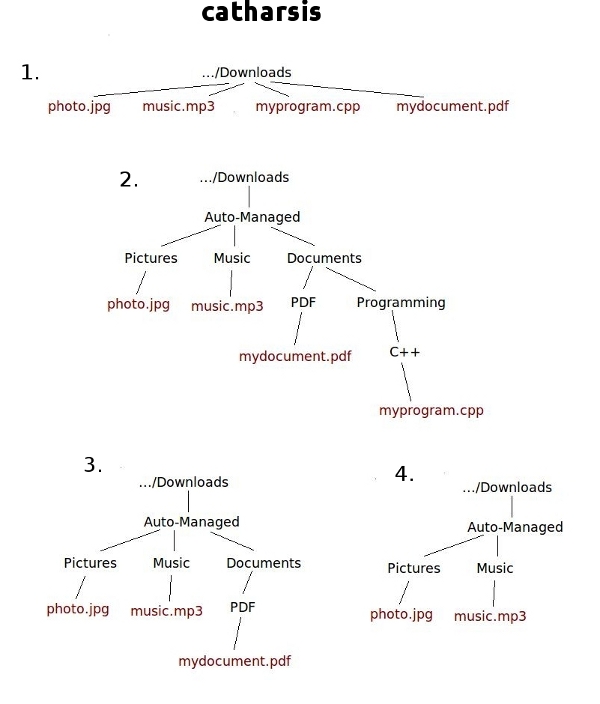 catharsis
1.
.../Downloads
photo.jpg music.mp3 myprogram.cpp mydocument.pdf
2.
.../Downloads
Auto-Managed
Pictures Music Documents
photo.jpg music.mp3 PDF Programming
mydocument.pdf C++
myprogram.cpp
3.
.../Downloads
Auto-Managed
Pictures Music Documents
photo.jpg music.mp3 PDF
mydocument.pdf
4.
.../Downloads
Auto-Managed
Pictures Music
photo.jpg music.mp3